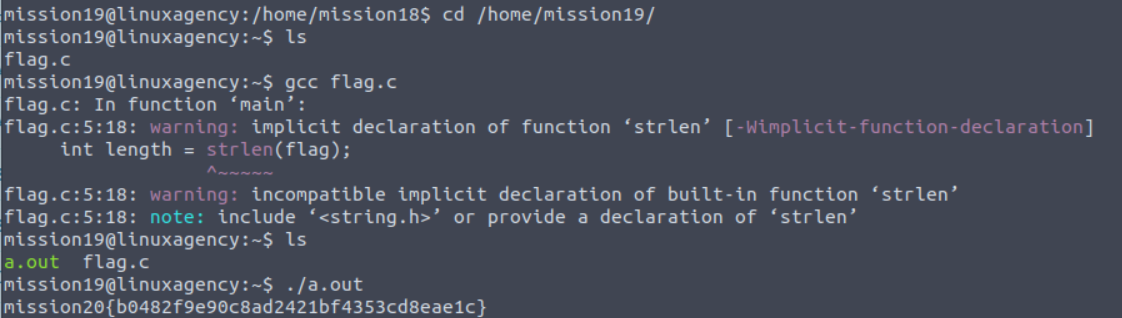 mission19@linuxagency:/home/mission18$ cd /home/mission19/
mission19@linuxagency:~$ ls
flag.c
mission19@linuxagency:~$ gcc flag.c
flag.c: In function ‘main’:
flag.c:5:18: warning: implicit declaration of function ‘strlen’ [-Wimplicit-function-declaration]
     int length = strlen(flag);
                  ^~~~~~
flag.c:5:18: warning: incompatible implicit declaration of built-in function ‘strlen’
flag.c:5:18: note: include ‘<string.h>’ or provide a declaration of ‘strlen’
mission19@linuxagency:~$ ls
a.out  flag.c
mission19@linuxagency:~$ ./a.out
mission20{b0482f9e90c8ad2421bf4353cd8eae1c}